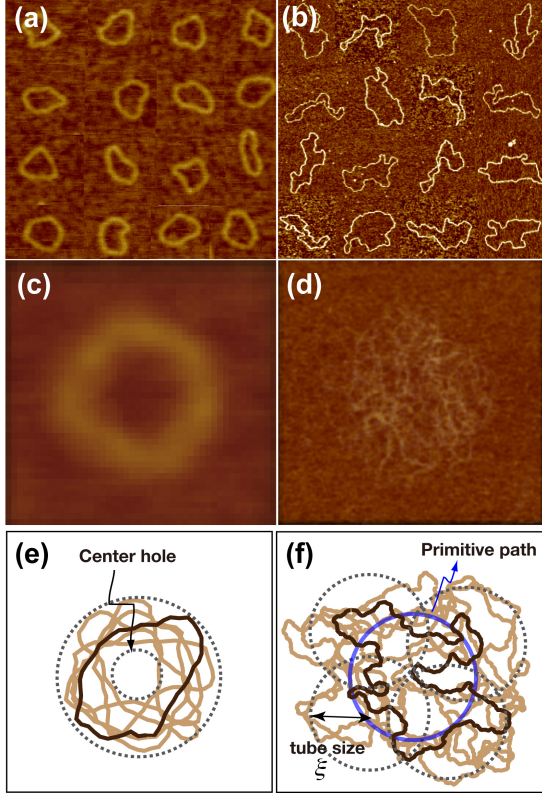 (a)
(b)
(c)
(d)
(e)
Center hole
(f)
Primitive path
tube size
ξ